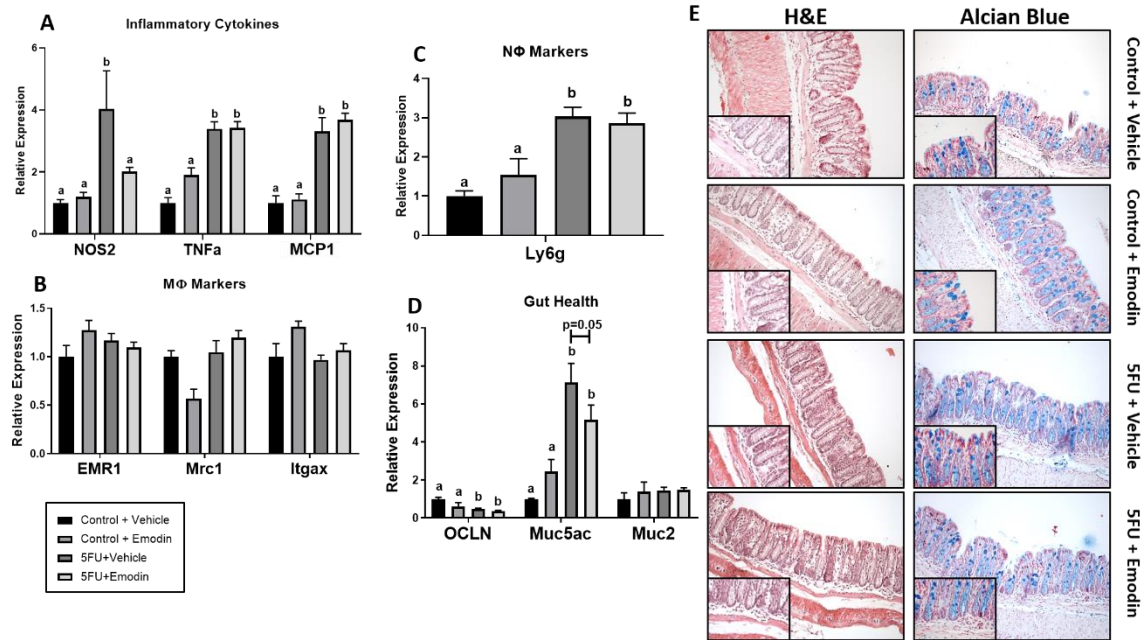 A
Inflammatory Cytokines
Relative Expression
6
4
2
0
a
a
b
a
a
a
b
b
a
a
b
b
NOS2
TNFa
MCP1
B
MΦ Markers
Relative Expression
1.5
1.0
0.5
0.0
EMR1
Mrc1
Itgax
Control + Vehicle
Control + Emodin
5FU+Vehicle
5FU+Emodin
C
NΦ Markers
Relative Expression
4
3
2
1
0
a
a
b
b
Ly6g
D
Gut Health
p=0.05
Relative Expression
10
8
6
4
2
0
a
a
b
b
a
a
b
b
OCLN
Muc5ac
Muc2
E
H&E
Alcian Blue
Control + Vehicle
Control + Emodin
5FU + Vehicle
5FU + Emodin